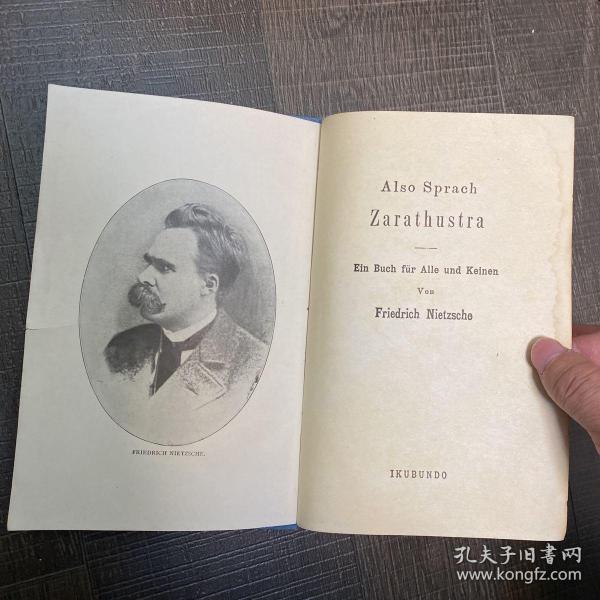 FRIEDRICH NIETZSCHE.
Also Sprach
Zarathustra
Ein Buch für Alle und Keinen
Von
Friedrich Nietzsche
IKUBUNDO
孔夫子旧书网
www.kongfz.com